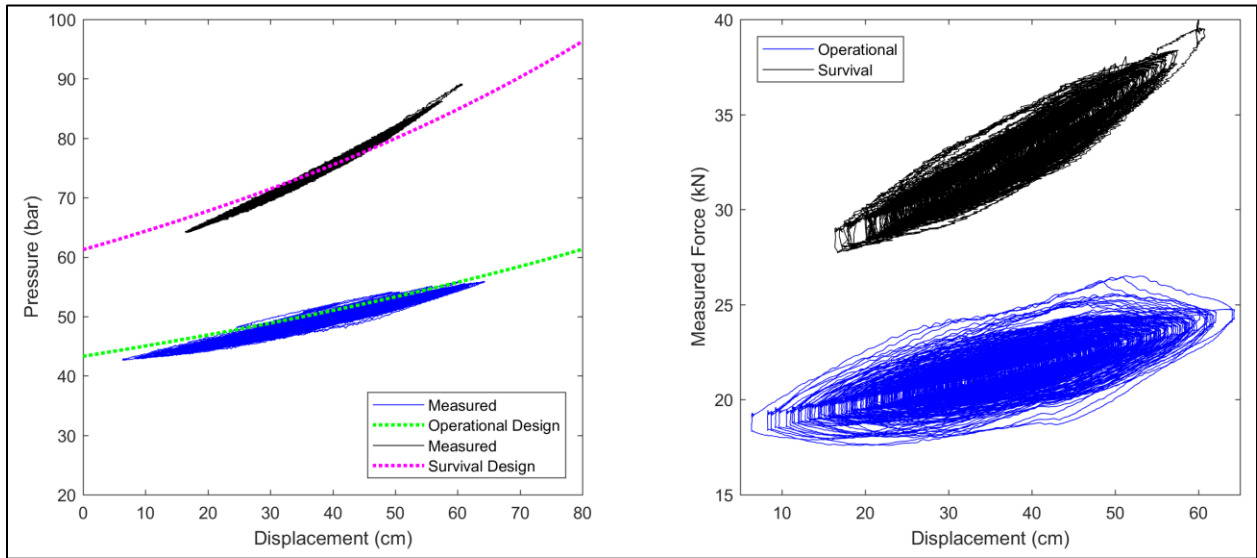 100
90
80
70
60
50
40
30
20
Pressure (bar)
0 10 20 30 40 50 60 70 80
Displacement (cm)
Measured
Operational Design
Measured
Survival Design
40
35
30
25
20
15
Measured Force (kN)
10 20 30 40 50 60
Displacement (cm)
Operational
Survival